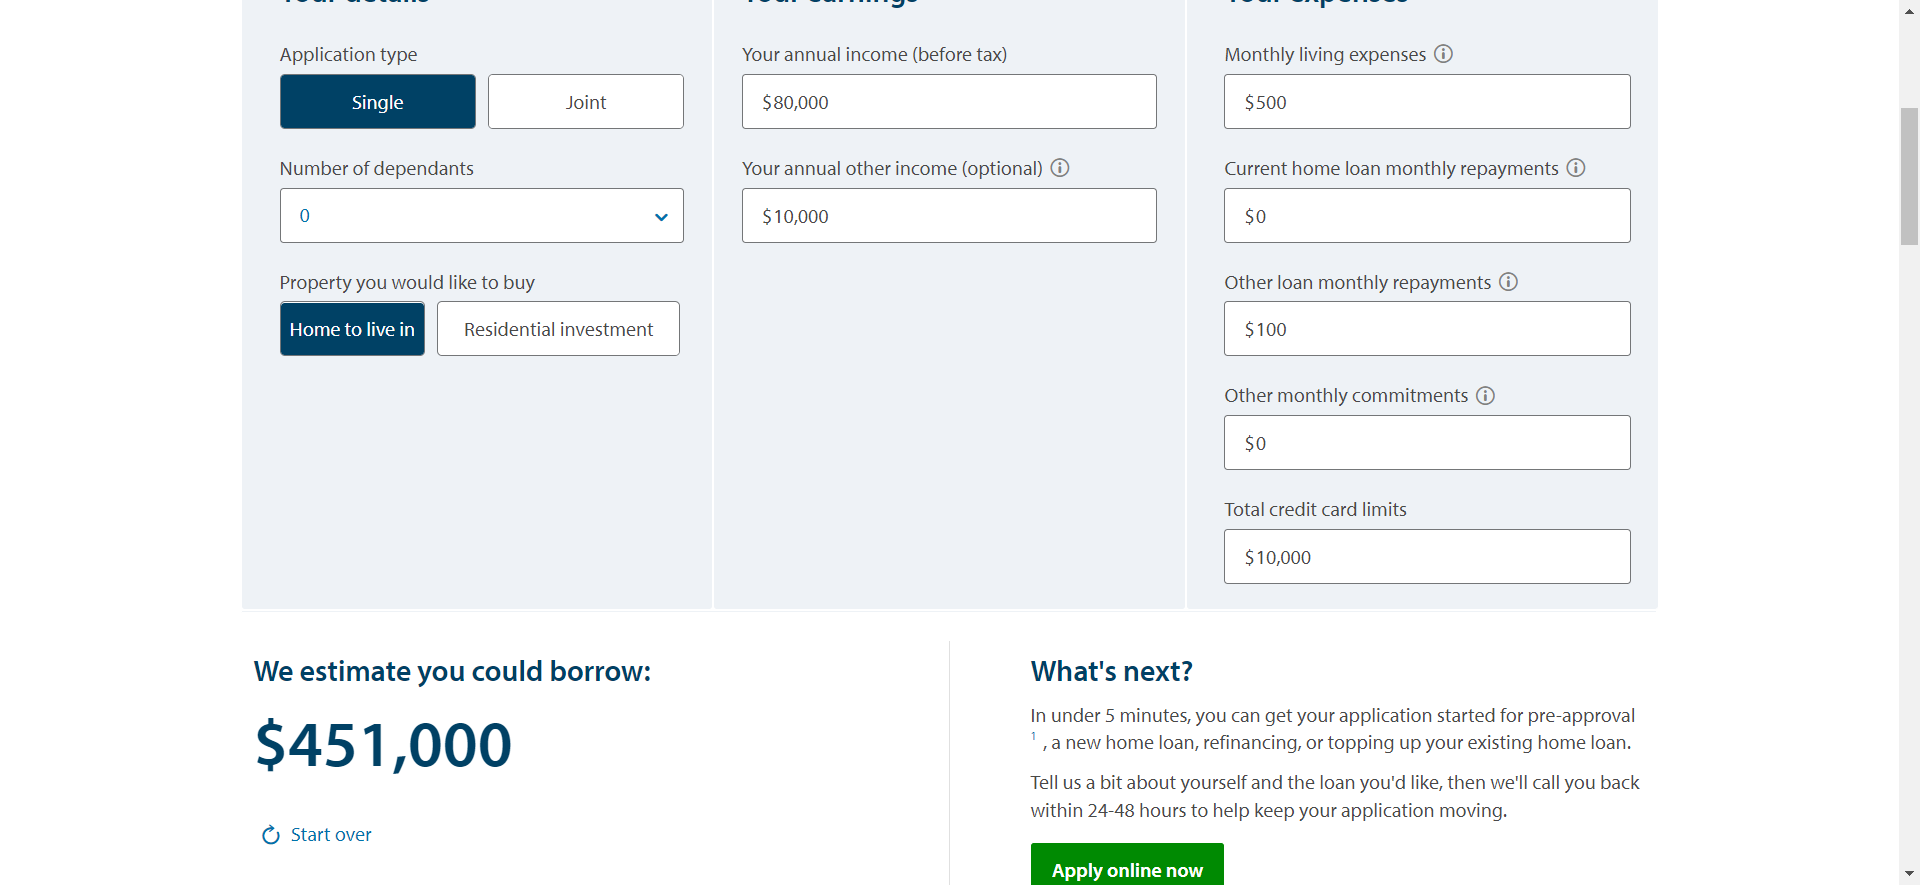 Your details
Application type
Single
Joint
Number of dependants
0
Property you would like to buy
Home to live in
Residential investment
Your earnings
Your annual income (before tax)
$80,000
Your annual other income (optional)
$10,000
Your expenses
Monthly living expenses
$500
Current home loan monthly repayments
$0
Other loan monthly repayments
$100
Other monthly commitments
$0
Total credit card limits
$10,000
We estimate you could borrow:
$451,000
Start over
What's next?
In under 5 minutes, you can get your application started for pre-approval
1 , a new home loan, refinancing, or topping up your existing home loan.
Tell us a bit about yourself and the loan you'd like, then we'll call you back
within 24-48 hours to help keep your application moving.
Apply online now